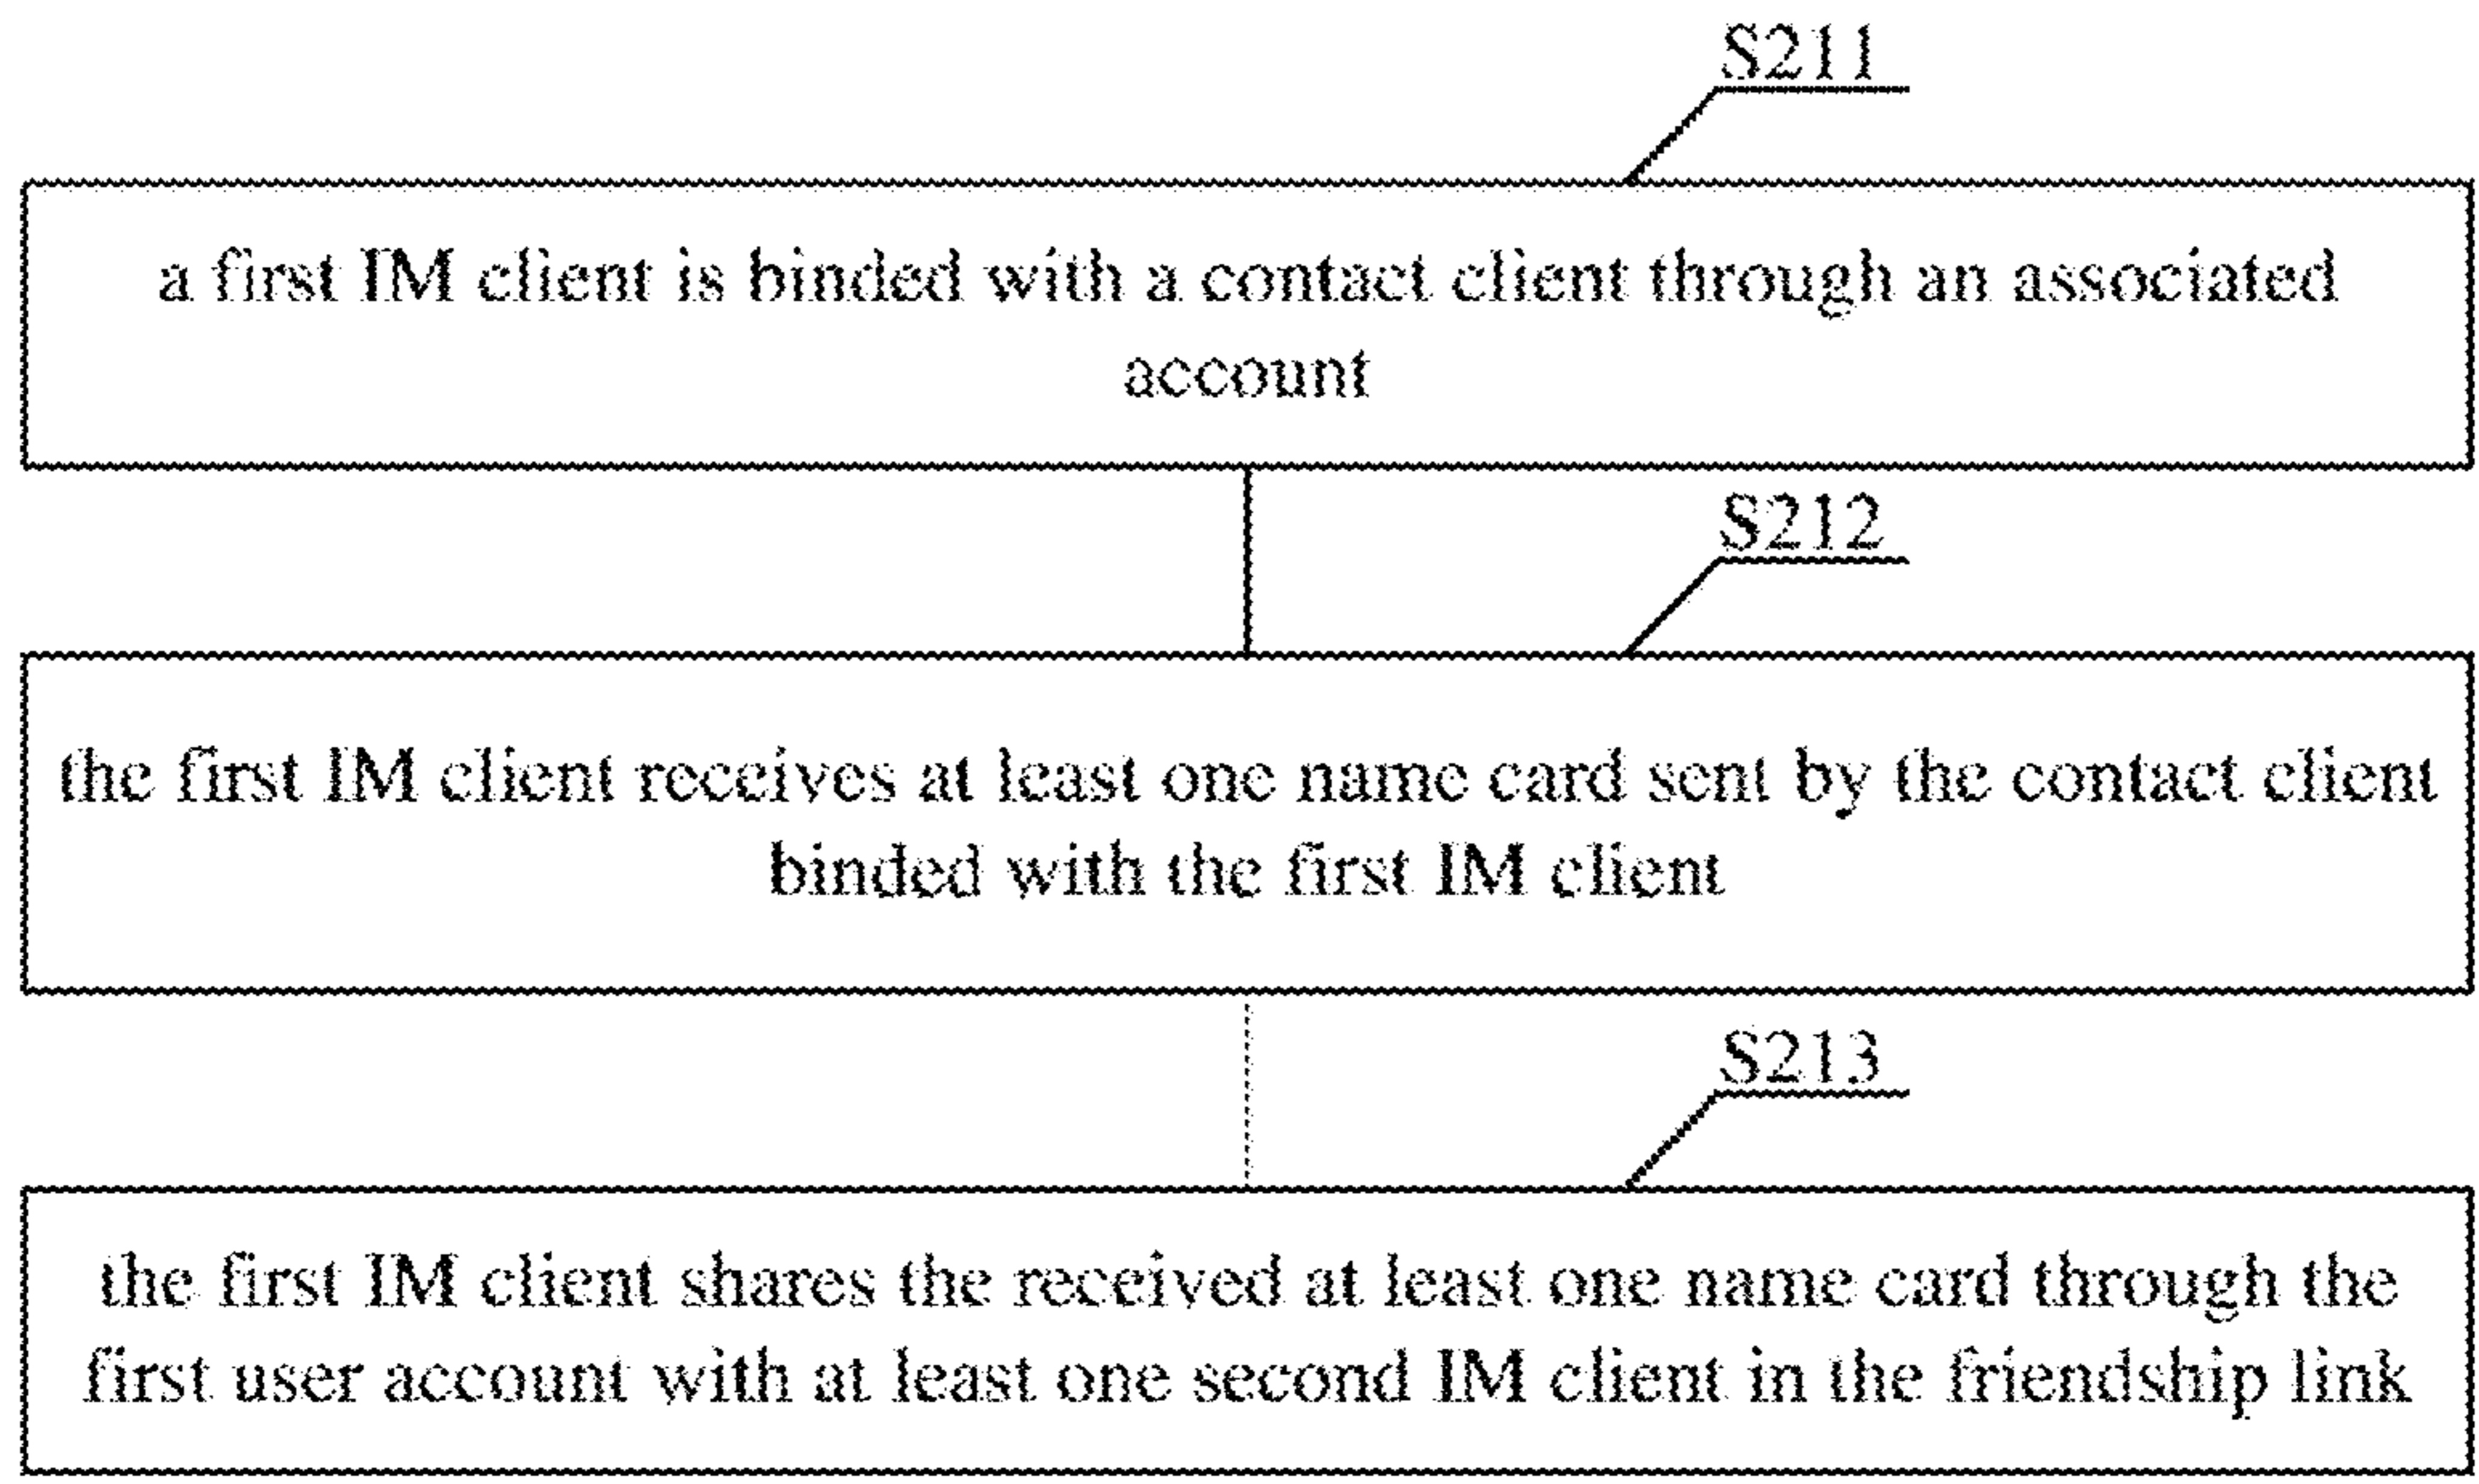 S211
a first IM client is binded with a contact client through an associated
account
S212
the first IM client receives at least one name card sent by the contact client
binded with the first IM client
S213
the first IM client shares the received at least one name card through the
first user account with at least one second IM client in the friendship link